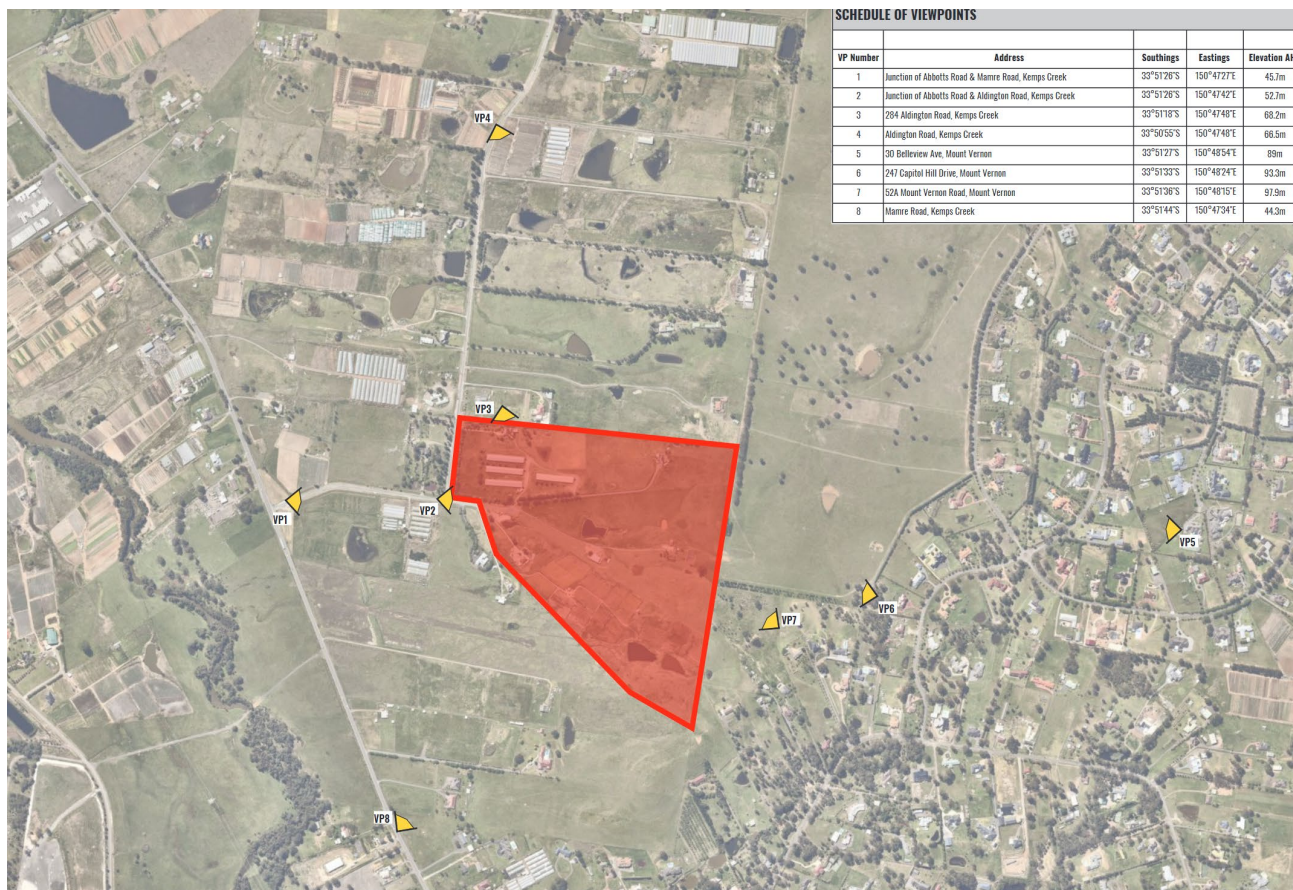 SCHEDULE OF VIEWPOINTS
VP Number Address Southings Eastings Elevation
1 Junction of Abbotts Road & Mamre Road, Kemps Creek 33°51'26"S 150°47'27"E 45.7m
2 Junction of Abbotts Road & Aldington Road, Kemps Creek 33°51'26"S 150°47'42"E 52.7m
3 284 Aldington Road, Kemps Creek 33°51'18"S 150°47'48"E 68.2m
4 Aldington Road, Kemps Creek 33°50'55"S 150°47'48"E 66.5m
5 30 Belleview Ave, Mount Vernon 33°51'27"S 150°48'54"E 89m
6 247 Capitol Hill Drive, Mount Vernon 33°51'33"S 150°48'24"E 93.3m
7 52A Mount Vernon Road, Mount Vernon 33°51'36"S 150°48'15"E 97.9m
8 Mamre Road, Kemps Creek 33°51'44"S 150°47'34"E 44.3m
VP4
VP3
VP1
VP2
VP5
VP6
VP7
VP8